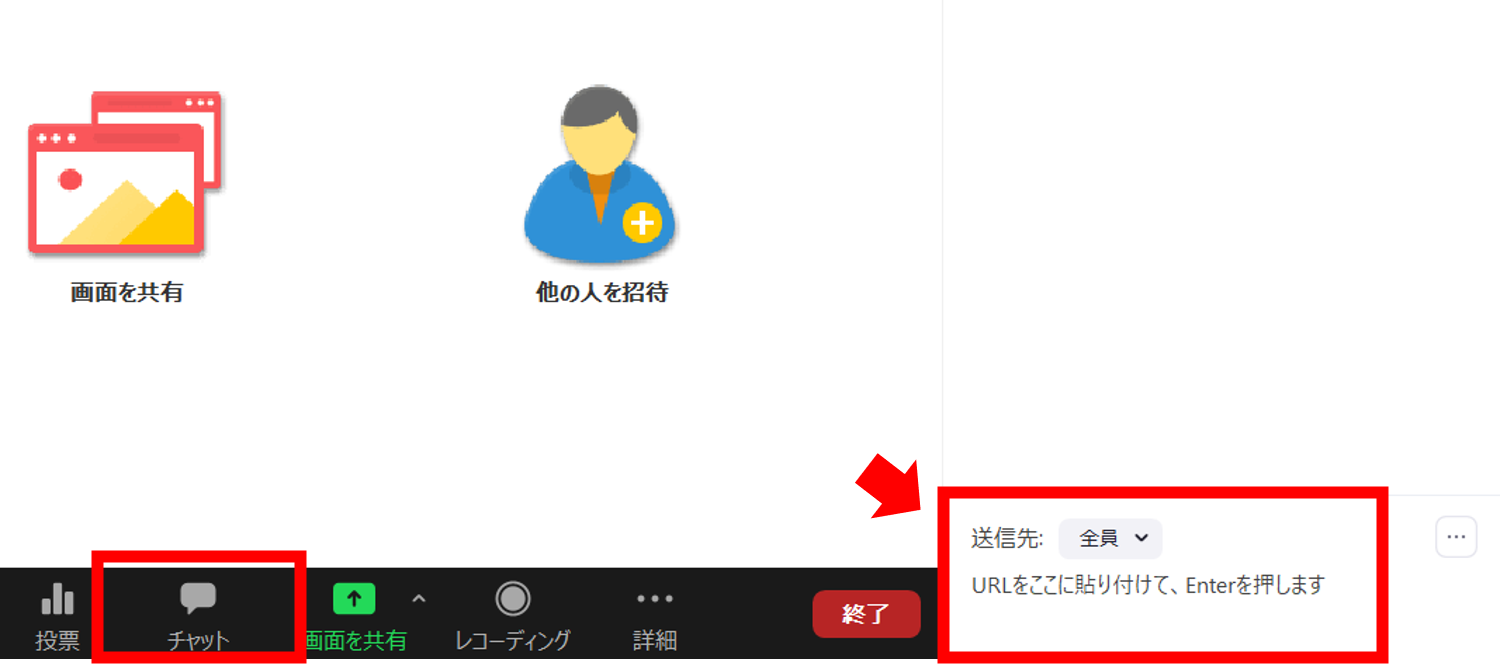 画面を共有
他の人を招待
送信先: 全員
URLをここに貼り付けて、Enterを押します
投票
チャット
画面を共有
レコーディング
詳細
終了